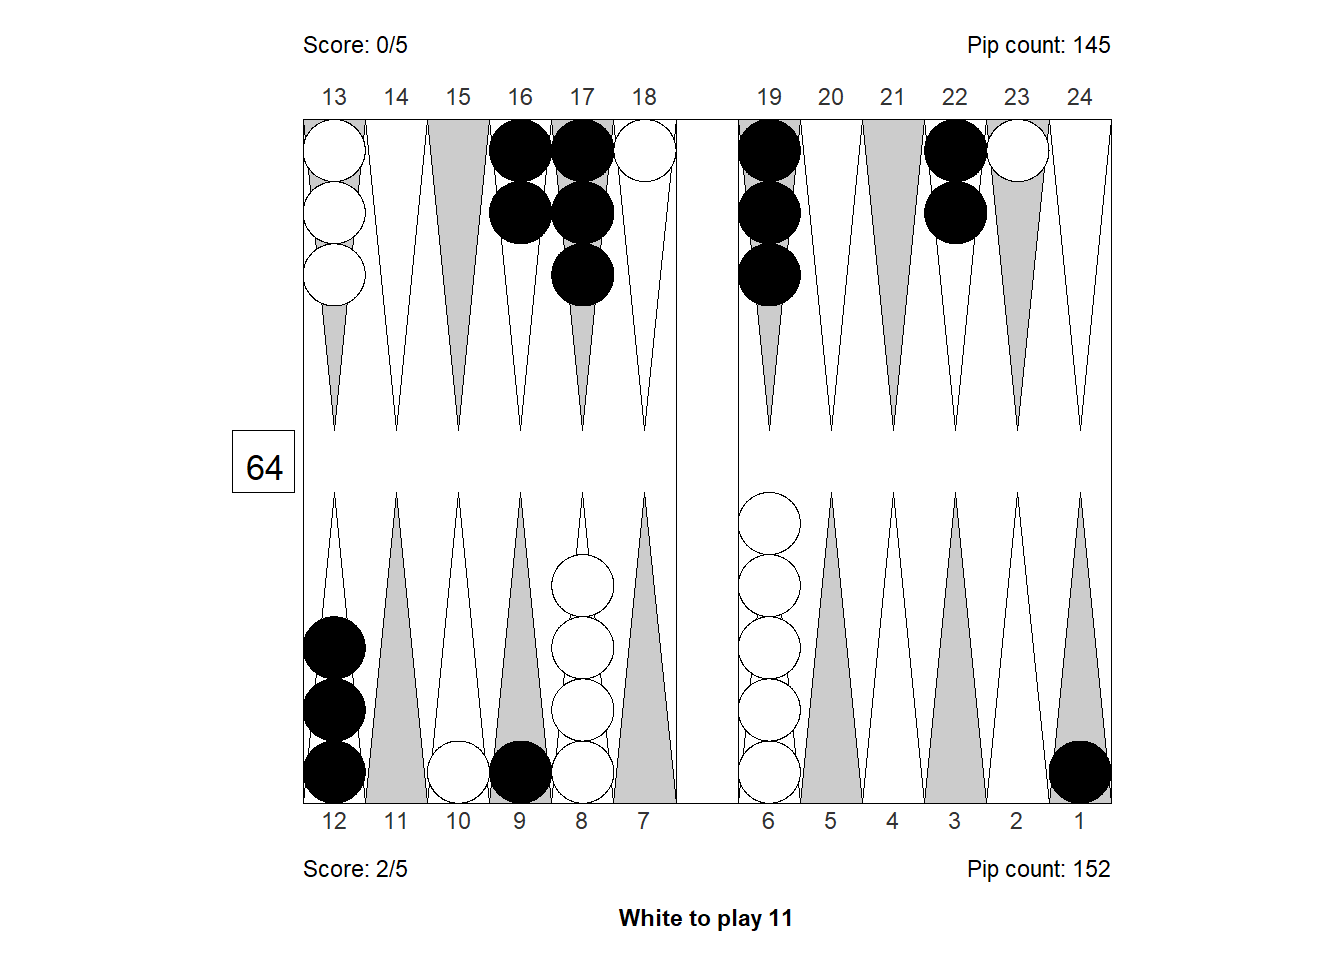 Score: 0/5 Pip count: 145
13 14 15 16 17 18 19 20 21 22 23 24
64
12 11 10 9 8 7 6 5 4 3 2 1
Score: 2/5 Pip count: 152
White to play 11